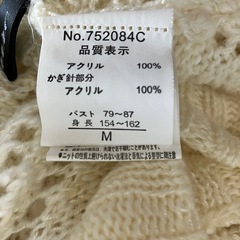 No.752084C
品質表示
アクリル 100%
かぎ針部分
アクリル 100%
バスト 79~87
身長 154~162
M